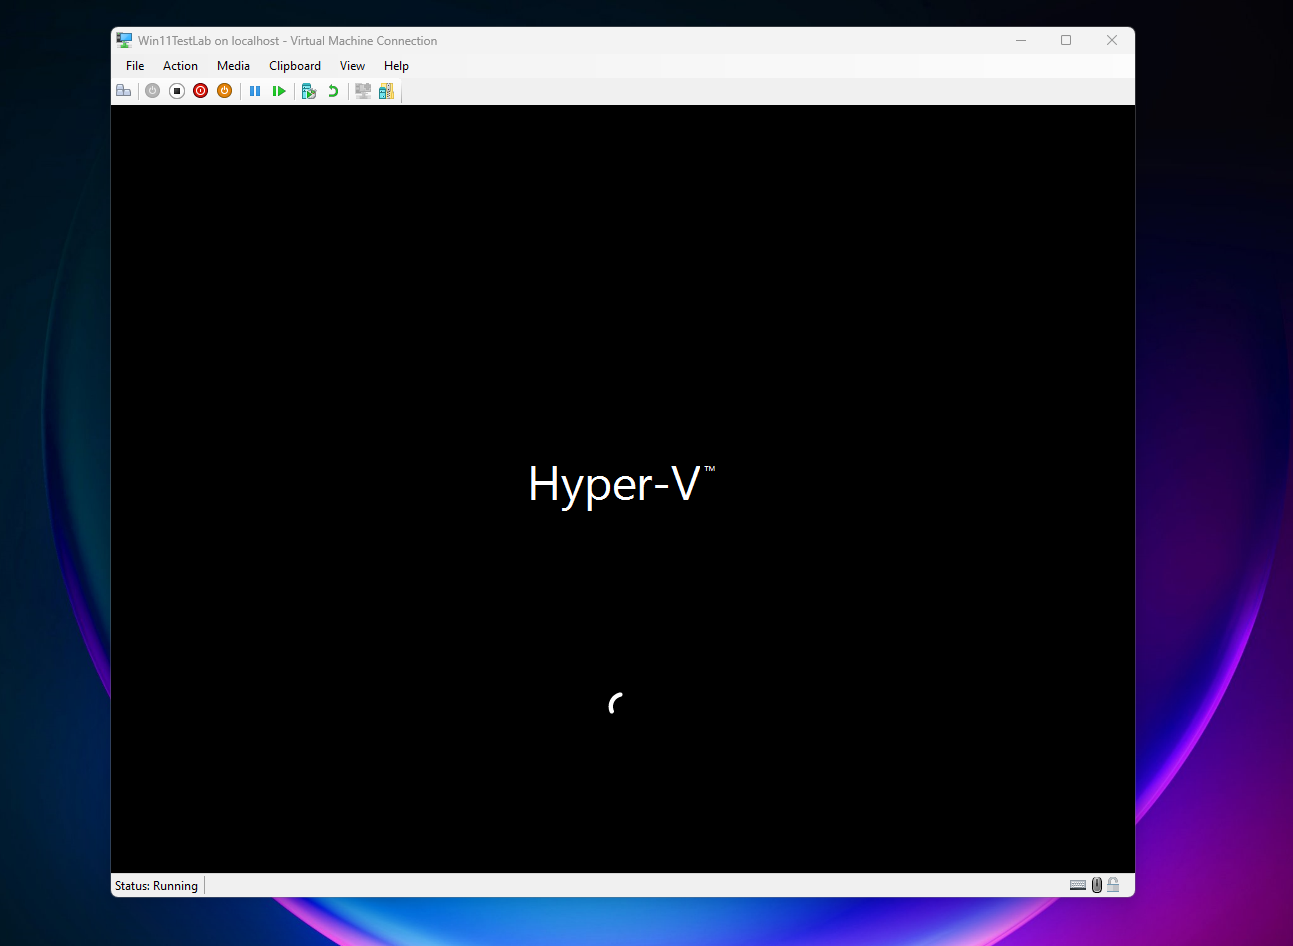 Win11TestLab on localhost - Virtual Machine Connection
File Action Media Clipboard View Help
Hyper-V™
Status: Running